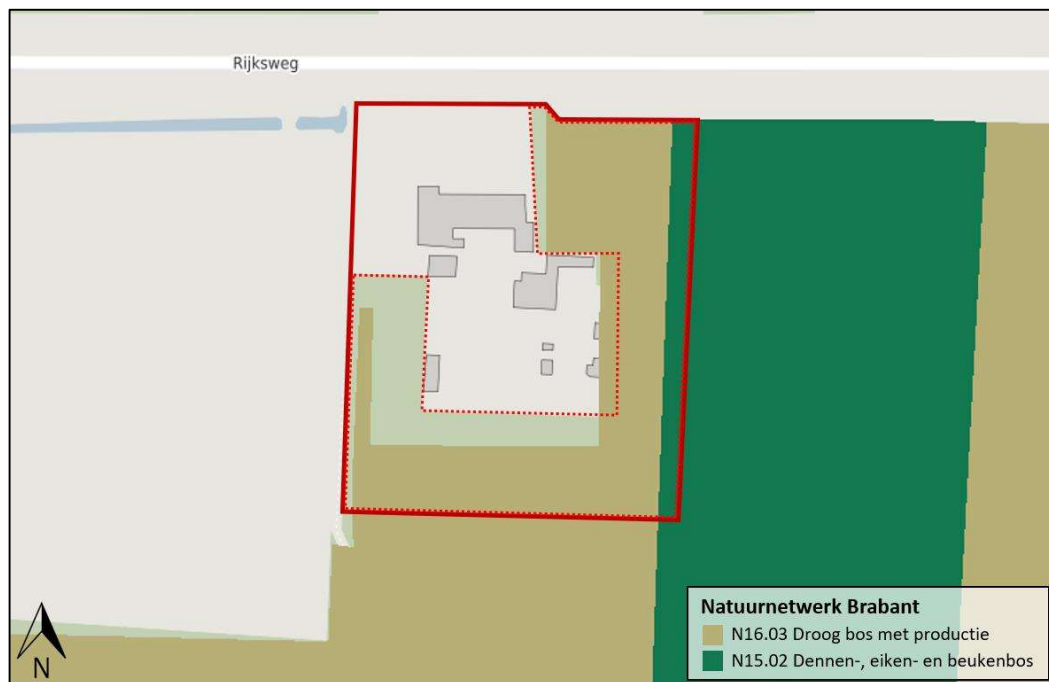 Rijksweg
Natuurnetwerk Brabant
N16.03 Droog bos met productie
N15.02 Dennen-, eiken- en beukenbos
N